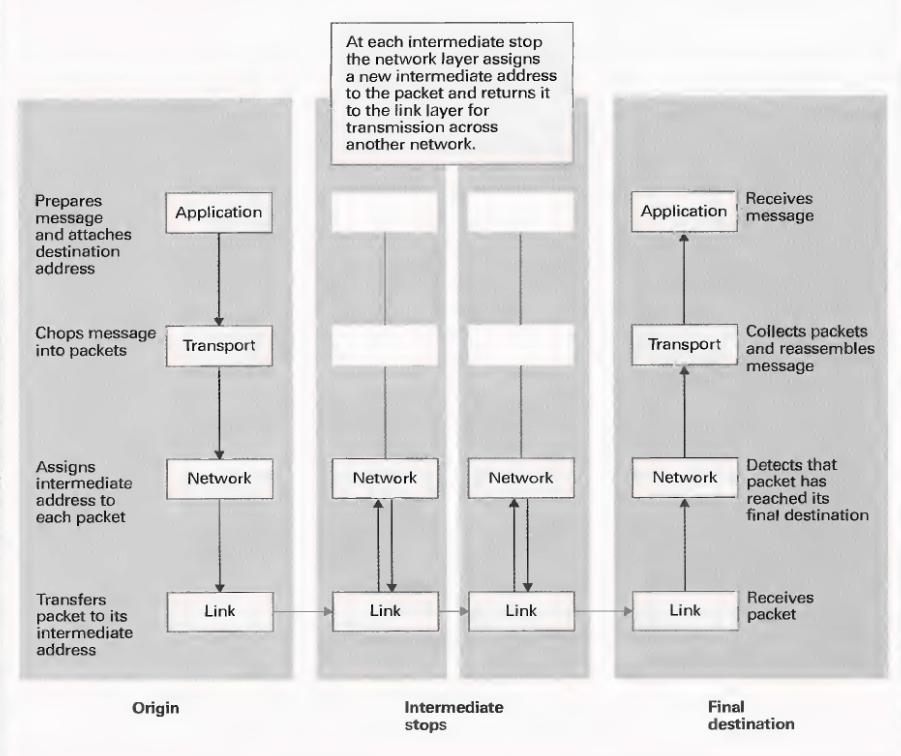 At each intermediate stop
the network layer assigns
a new intermediate address
to the packet and returns it
to the link layer for
transmission across
another network.
Prepares
message
and attaches
destination
address
Application
Application
Receives
message
Chops message
into packets
Transport
Transport
Collects packets
and reassembles
message
Assigns
intermediate
address to
each packet
Network
Network
Network
Network
Detects that
packet has
reached its
final destination
Transfers
packet to its
intermediate
address
Link
Link
Link
Link
Receives
packet
Origin
Intermediate
stops
Final
destination